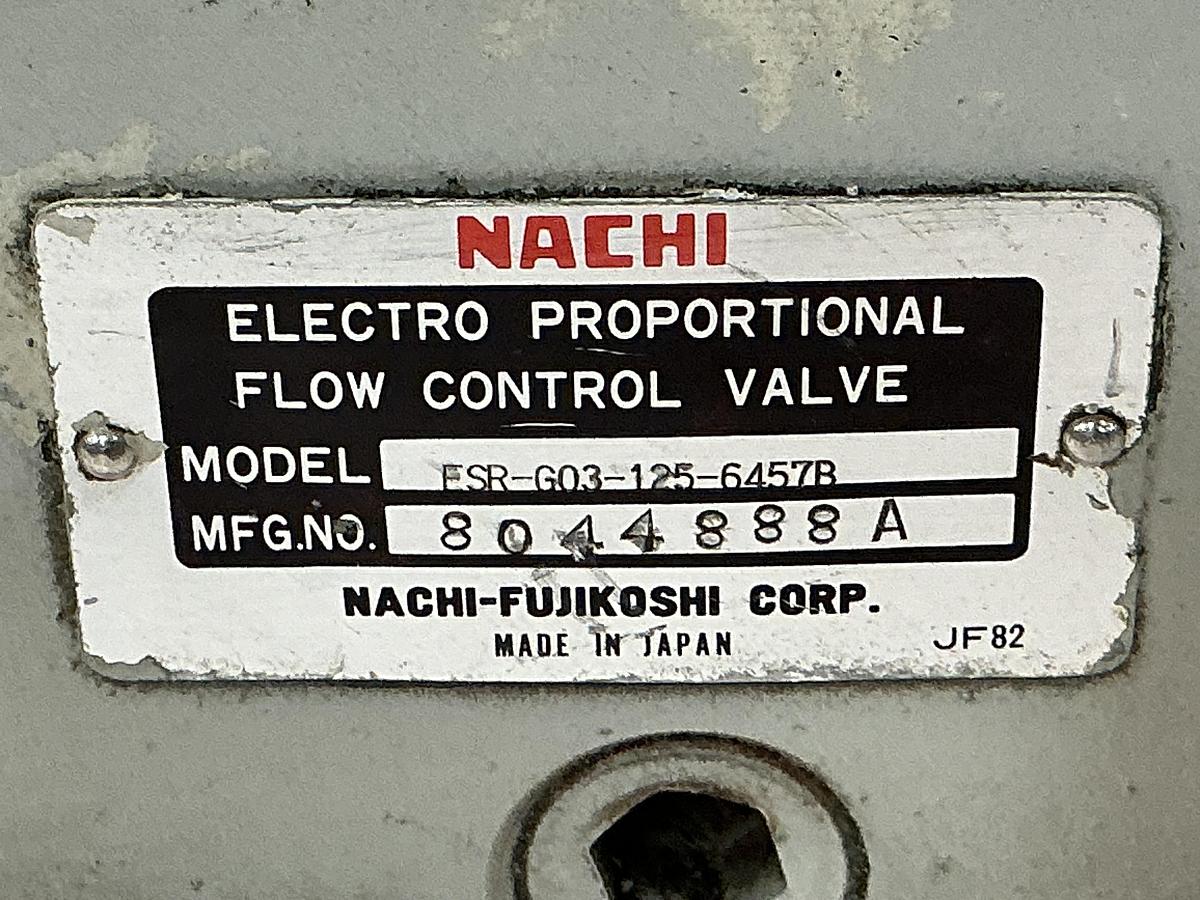 NACHI
ELECTRO PROPORTIONAL
FLOW CONTROL VALVE
MODEL ESR-G03-125-6457B
MFG.NO. 8044888A
NACHI-FUJIKOSHI CORP.
MADE IN JAPAN JF82